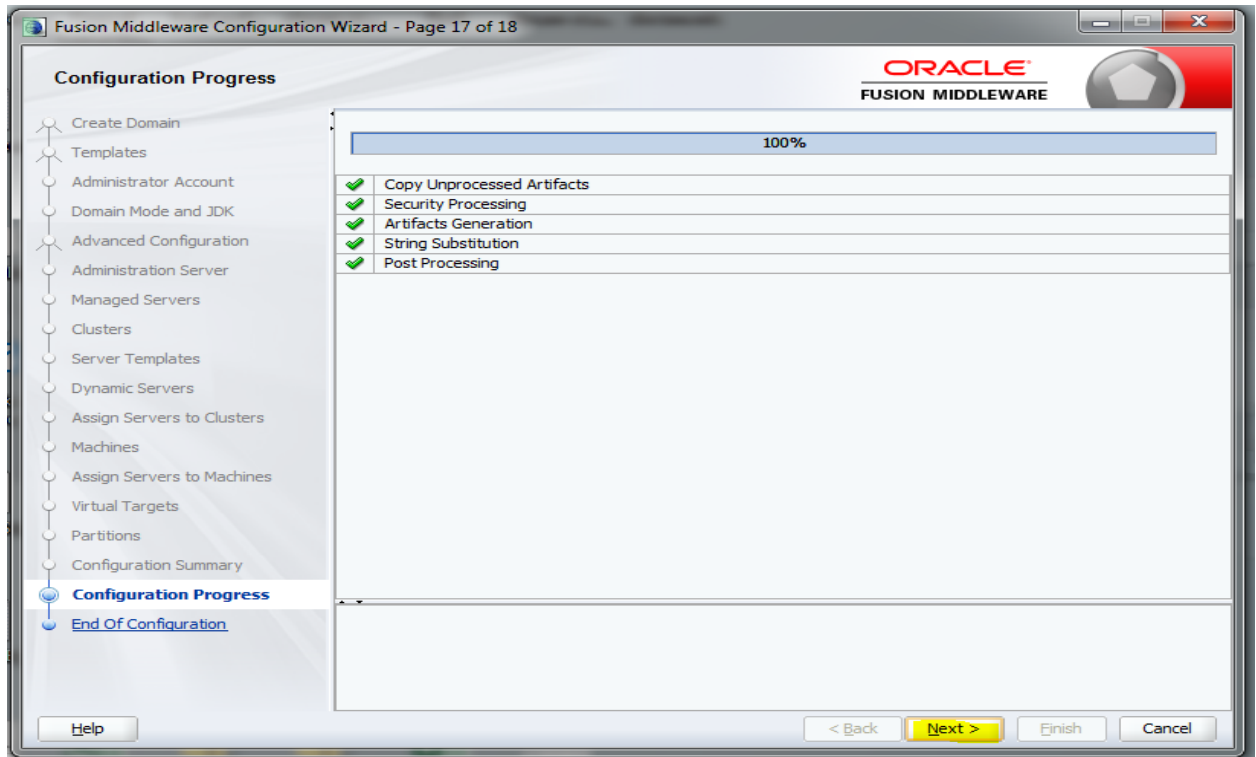 Fusion Middleware Configuration Wizard - Page 17 of 18
Configuration Progress
ORACLE
FUSION MIDDLEWARE
Create Domain
Templates
Administrator Account
Domain Mode and JDK
Advanced Configuration
Administration Server
Managed Servers
Clusters
Server Templates
Dynamic Servers
Assign Servers to Clusters
Machines
Assign Servers to Machines
Virtual Targets
Partitions
Configuration Summary
Configuration Progress
End Of Configuration
100%
Copy Unprocessed Artifacts
Security Processing
Artifacts Generation
String Substitution
Post Processing
Help
< Back
Next >
Finish
Cancel